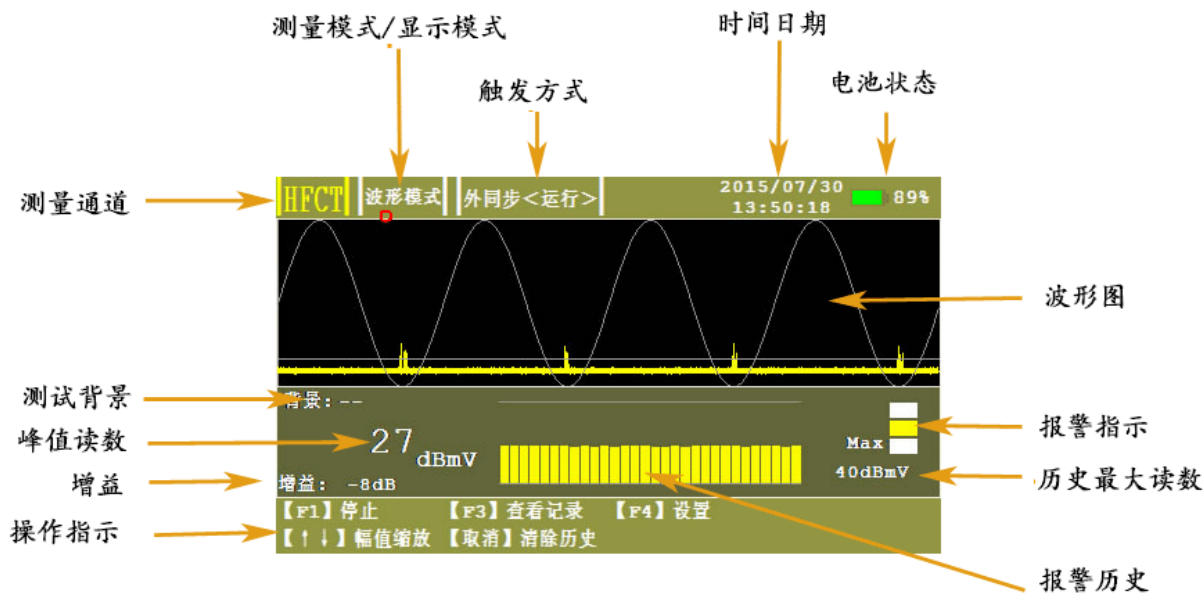 测量模式/显示模式
时间日期
触发方式
电池状态
测量通道
HFCT
波形模式
外同步<运行>
2015/07/30
13:50:18
89%
波形图
测试背景
背景:--
峰值读数
27
dBmV
Max
报警指示
增益
增益: -8dB
40dBmV
历史最大读数
操作指示
【F1】停止 【F3】查看记录 【F4】设置
【↑↓】幅值缩放 【取消】清除历史
报警历史